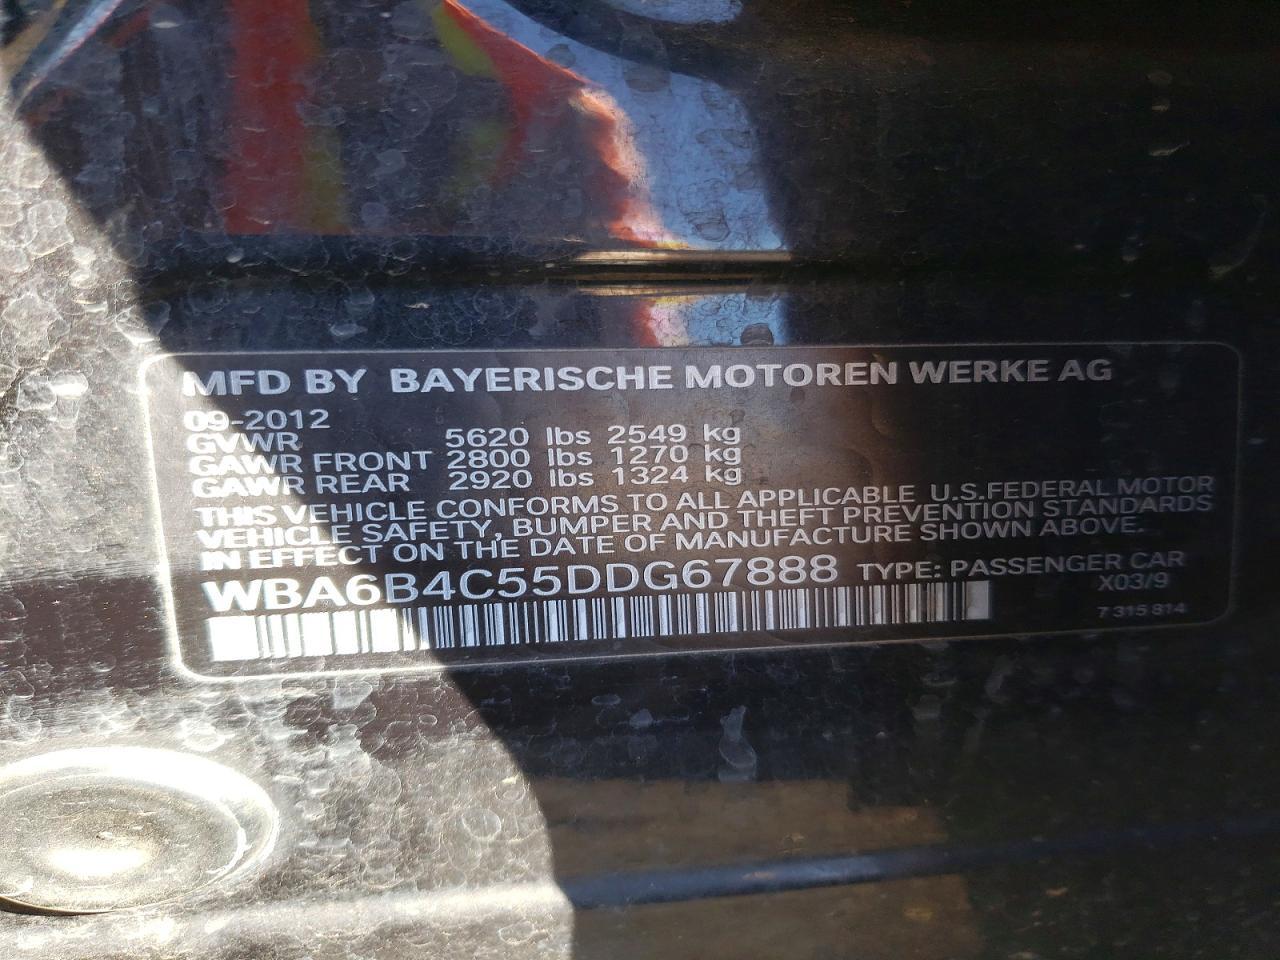 MFD BY BAYERISCHE MOTOREN WERKE AG
09-2012
GVWR 5620 lbs 2549 kg
GAWR FRONT 2800 lbs 1270 kg
GAWR REAR 2920 lbs 1324 kg
THIS VEHICLE CONFORMS TO ALL APPLICABLE U.S.FEDERAL MOTOR
VEHICLE SAFETY, BUMPER AND THEFT PREVENTION STANDARDS
IN EFFECT ON THE DATE OF MANUFACTURE SHOWN ABOVE.
WBA6B4C55DDG67888 TYPE: PASSENGER CAR
X03/9
7 315 814